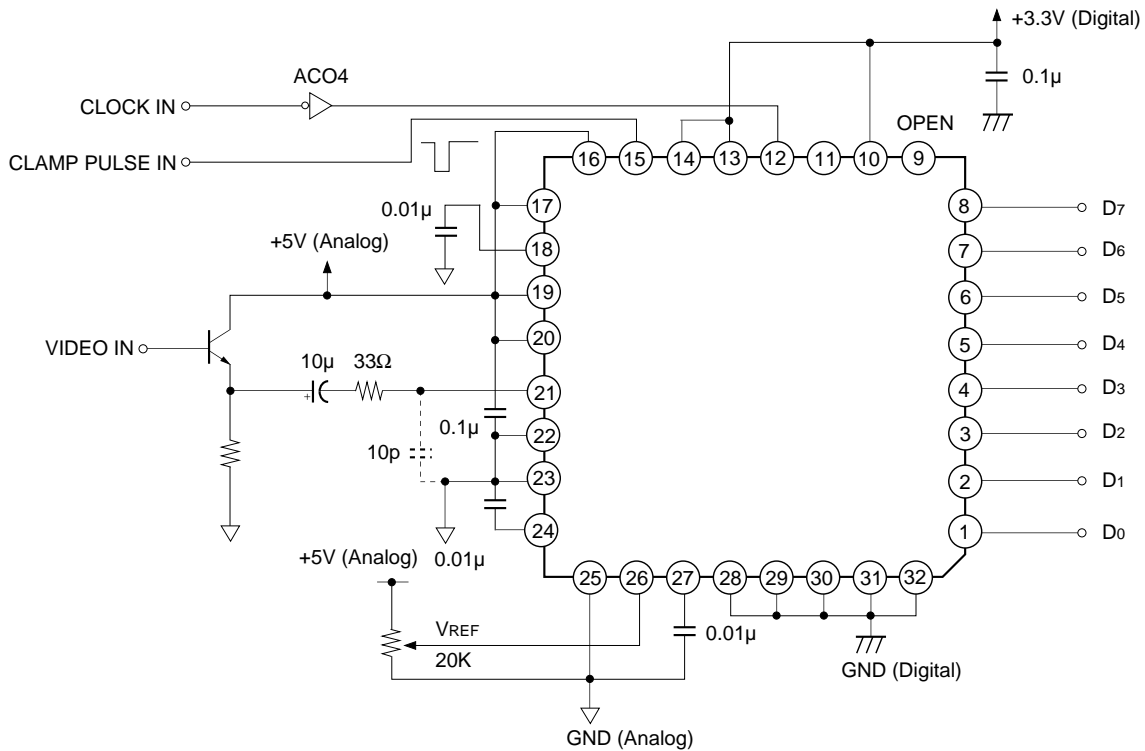 +3.3V (Digital)
ACO4
0.1μ
CLOCK IN
OPEN
CLAMP PULSE IN
16 15 14 13 12 11 10 9
17
8 D7
0.01μ
18
7 D6
+5V (Analog)
19
6 D5
20
5 D4
VIDEO IN
10μ 33Ω
21
4 D3
0.1μ
22
3 D2
10p
23
2 D1
24
1 D0
+5V (Analog) 0.01μ
25 26 27 28 29 30 31 32
VREF
0.01μ
20K
GND (Digital)
GND (Analog)
+